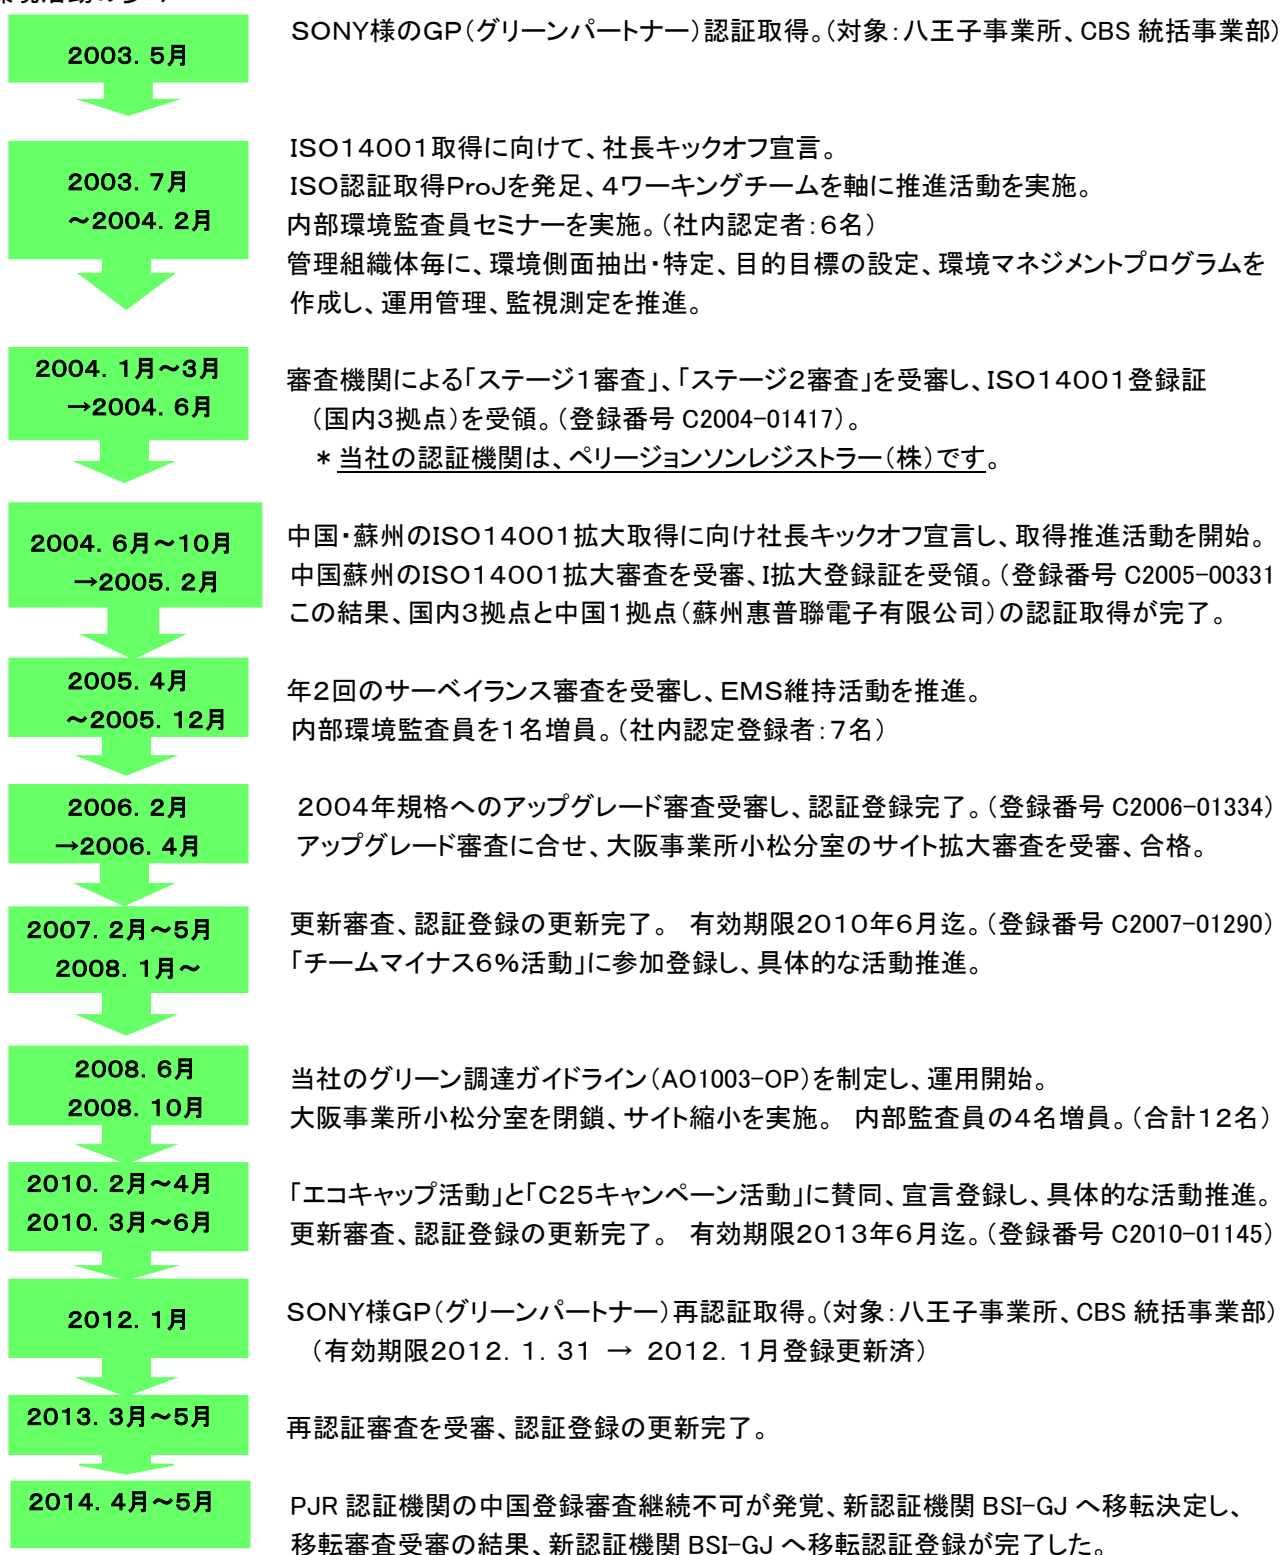 2003．5月
SONY様のGP（グリーンパートナー）認証取得。（対象：八王子事業所、CBS 統括事業部）
2003．7月
～2004．2月
ISO14001取得に向けて、社長キックオフ宣言。
ISO認証取得ProJを発足、4ワーキングチームを軸に推進活動を実施。
内部環境監査員セミナーを実施。（社内認定者：6名）
管理組織体毎に、環境側面抽出・特定、目的目標の設定、環境マネジメントプログラムを
作成し、運用管理、監視測定を推進。
2004．1月～3月
→2004．6月
審査機関による「ステージ1審査」、「ステージ2審査」を受審し、ISO14001登録証
（国内3拠点）を受領。（登録番号 C2004-01417）。
＊当社の認証機関は、ペリージョンソンレジストラー（株）です。
2004．6月～10月
→2005．2月
中国・蘇州のISO14001拡大取得に向け社長キックオフ宣言し、取得推進活動を開始。
中国蘇州のISO14001拡大審査を受審、I拡大登録証を受領。（登録番号 C2005-00331
この結果、国内3拠点と中国1拠点（蘇州惠普聯電子有限公司）の認証取得が完了。
2005．4月
～2005．12月
年2回のサーベイランス審査を受審し、EMS維持活動を推進。
内部環境監査員を1名増員。（社内認定登録者：7名）
2006．2月
→2006．4月
2004年規格へのアップグレード審査受審し、認証登録完了。（登録番号 C2006-01334）
アップグレード審査に合せ、大阪事業所小松分室のサイト拡大審査を受審、合格。
2007．2月～5月
2008．1月～
更新審査、認証登録の更新完了。 有効期限2010年6月迄。（登録番号 C2007-01290）
「チームマイナス6％活動」に参加登録し、具体的な活動推進。
2008．6月
2008．10月
当社のグリーン調達ガイドライン（AO1003-OP）を制定し、運用開始。
大阪事業所小松分室を閉鎖、サイト縮小を実施。 内部監査員の4名増員。（合計12名）
2010．2月～4月
2010．3月～6月
「エコキャップ活動」と「C25キャンペーン活動」に賛同、宣言登録し、具体的な活動推進。
更新審査、認証登録の更新完了。 有効期限2013年6月迄。（登録番号 C2010-01145）
2012．1月
SONY様GP（グリーンパートナー）再認証取得。（対象：八王子事業所、CBS 統括事業部）
（有効期限2012．1．31 → 2012．1月登録更新済）
2013．3月～5月
再認証審査を受審、認証登録の更新完了。
2014．4月～5月
PJR 認証機関の中国登録審査継続不可が発覚、新認証機関 BSI-GJ へ移転決定し、
移転審査受審の結果、新認証機関 BSI-GJ へ移転認証登録が完了した。